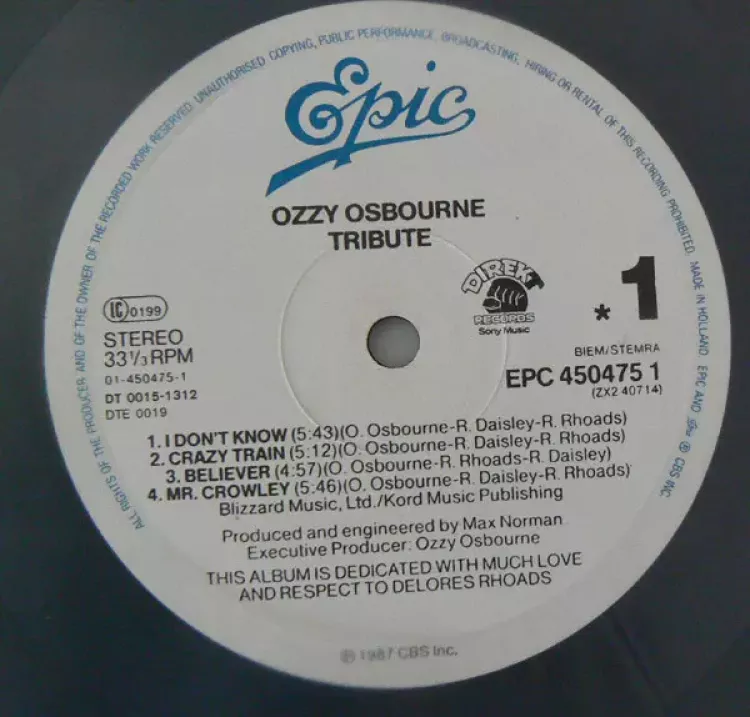 ALL RIGHTS OF THE PRODUCER AND OF THE OWNER OF THE RECORDED WORK RESERVED. UNAUTHORISED COPYING, PUBLIC PERFORMANCE, BROADCASTING, HIRING OR RENTAL OF THIS RECORDING PROHIBITED. MADE IN HOLLAND. EPIC AND ℗ CBS INC.
Epic
OZZY OSBOURNE
TRIBUTE
DIREKT
RECORDS
Sony Music
* 1
LC 0199
STEREO
33⅓ RPM
01-450475-1
DT 0015-1312
DTE 0019
BIEM/STEMRA
EPC 450475 1
(ZX2 40714)
1. I DON'T KNOW (5:43)(O. Osbourne-R. Daisley-R. Rhoads)
2. CRAZY TRAIN (5:12)(O. Osbourne-R. Daisley-R. Rhoads)
3. BELIEVER (4:57)(O. Osbourne-R. Rhoads-R. Daisley)
4. MR. CROWLEY (5:46)(O. Osbourne-R. Daisley-R. Rhoads)
Blizzard Music, Ltd./Kord Music Publishing
Produced and engineered by Max Norman
Executive Producer: Ozzy Osbourne
THIS ALBUM IS DEDICATED WITH MUCH LOVE
AND RESPECT TO DELORES RHOADS
℗ 1987 CBS Inc.